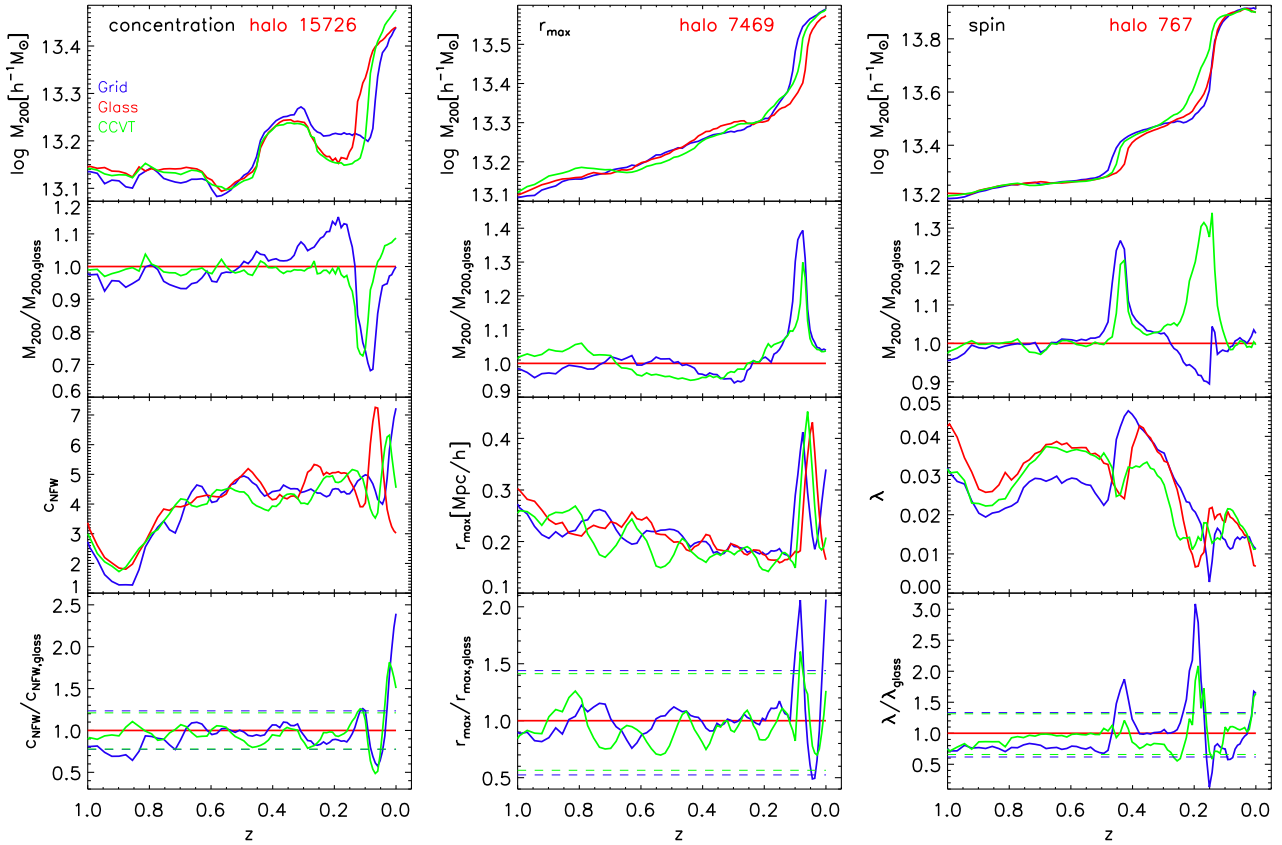 concentration halo 15726
Grid
Glass
CCVT
log M₂₀₀[h⁻¹M⊙]
13.4
13.3
13.2
13.1
M₂₀₀/M₂₀₀,glass
1.2
1.1
1.0
0.9
0.8
0.7
0.6
c_NFW
7
6
5
4
3
2
1
c_NFW/c_NFW,glass
2.5
2.0
1.5
1.0
0.5
1.0 0.8 0.6 0.4 0.2 0.0
z
r_max halo 7469
log M₂₀₀[h⁻¹M⊙]
13.5
13.4
13.3
13.2
13.1
M₂₀₀/M₂₀₀,glass
1.4
1.3
1.2
1.1
1.0
0.9
r_max[Mpc/h]
0.4
0.3
0.2
0.1
r_max/r_max,glass
2.0
1.5
1.0
0.5
1.0 0.8 0.6 0.4 0.2 0.0
z
spin halo 767
log M₂₀₀[h⁻¹M⊙]
13.8
13.6
13.4
13.2
M₂₀₀/M₂₀₀,glass
1.3
1.2
1.1
1.0
0.9
λ
0.05
0.04
0.03
0.02
0.01
0.00
λ/λ_glass
3.0
2.5
2.0
1.5
1.0
0.5
1.0 0.8 0.6 0.4 0.2 0.0
z